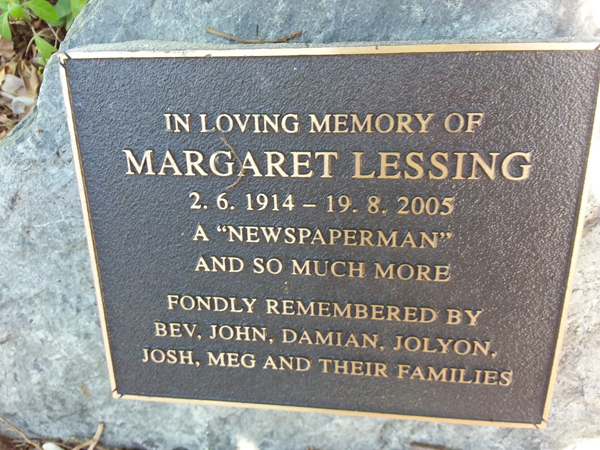 IN LOVING MEMORY OF
MARGARET LESSING
2. 6. 1914 – 19. 8. 2005
A “NEWSPAPERMAN”
AND SO MUCH MORE
FONDLY REMEMBERED BY
BEV, JOHN, DAMIAN, JOLYON,
JOSH, MEG AND THEIR FAMILIES